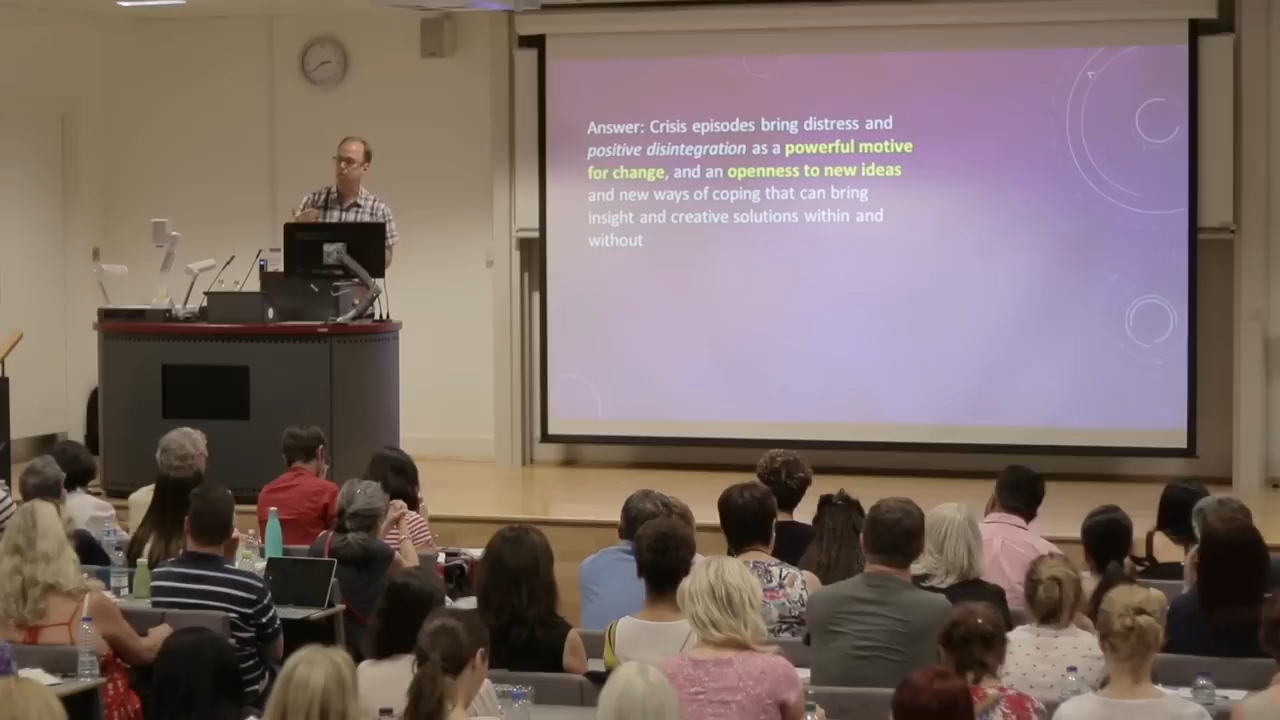 Answer: Crisis episodes bring distress and
positive disintegration as a powerful motive
for change, and an openness to new ideas
and new ways of coping that can bring
insight and creative solutions within and
without